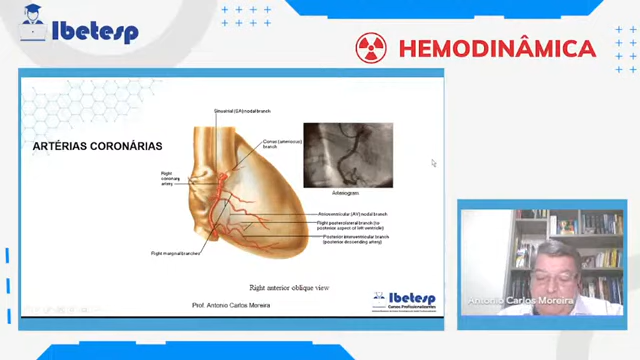 Ibetesp
HEMODINÂMICA
ARTÉRIAS CORONÁRIAS
Sinuatrial (SA) nodal branch
Conus (arteriosus)
branch
Right
coronary
artery
Arteriogram
Atrioventricular (AV) nodal branch
Right posterolateral branch (to
posterior aspect of left ventricle)
Posterior interventricular branch
(posterior descending artery)
Right marginal branches
Right anterior oblique view
Prof. Antonio Carlos Moreira
Ibetesp
Cursos Profissionalizantes
Antonio Carlos Moreira